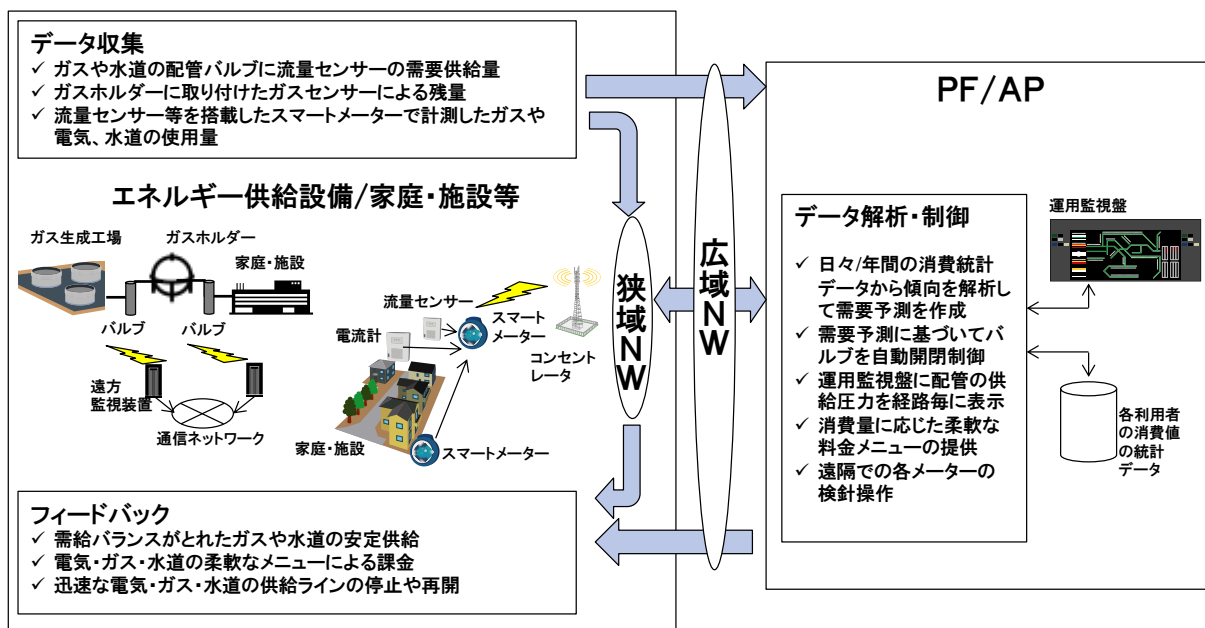 データ収集
✓ ガスや水道の配管バルブに流量センサーの需要供給量
✓ ガスホルダーに取り付けたガスセンサーによる残量
✓ 流量センサー等を搭載したスマートメーターで計測したガスや
電気、水道の使用量
エネルギー供給設備/家庭・施設等
ガス生成工場
ガスホルダー
家庭・施設
バルブ
バルブ
遠方
監視装置
通信ネットワーク
流量センサー
電流計
スマート
メーター
コンセント
レータ
家庭・施設
スマートメーター
狭域NW
広域NW
PF/AP
データ解析・制御
✓ 日々/年間の消費統計
データから傾向を解析し
て需要予測を作成
✓ 需要予測に基づいてバ
ルブを自動開閉制御
✓ 運用監視盤に配管の供
給圧力を経路毎に表示
✓ 消費量に応じた柔軟な
料金メニューの提供
✓ 遠隔での各メーターの
検針操作
運用監視盤
各利用者
の消費値
の統計
データ
フィードバック
✓ 需給バランスがとれたガスや水道の安定供給
✓ 電気・ガス・水道の柔軟なメニューによる課金
✓ 迅速な電気・ガス・水道の供給ラインの停止や再開